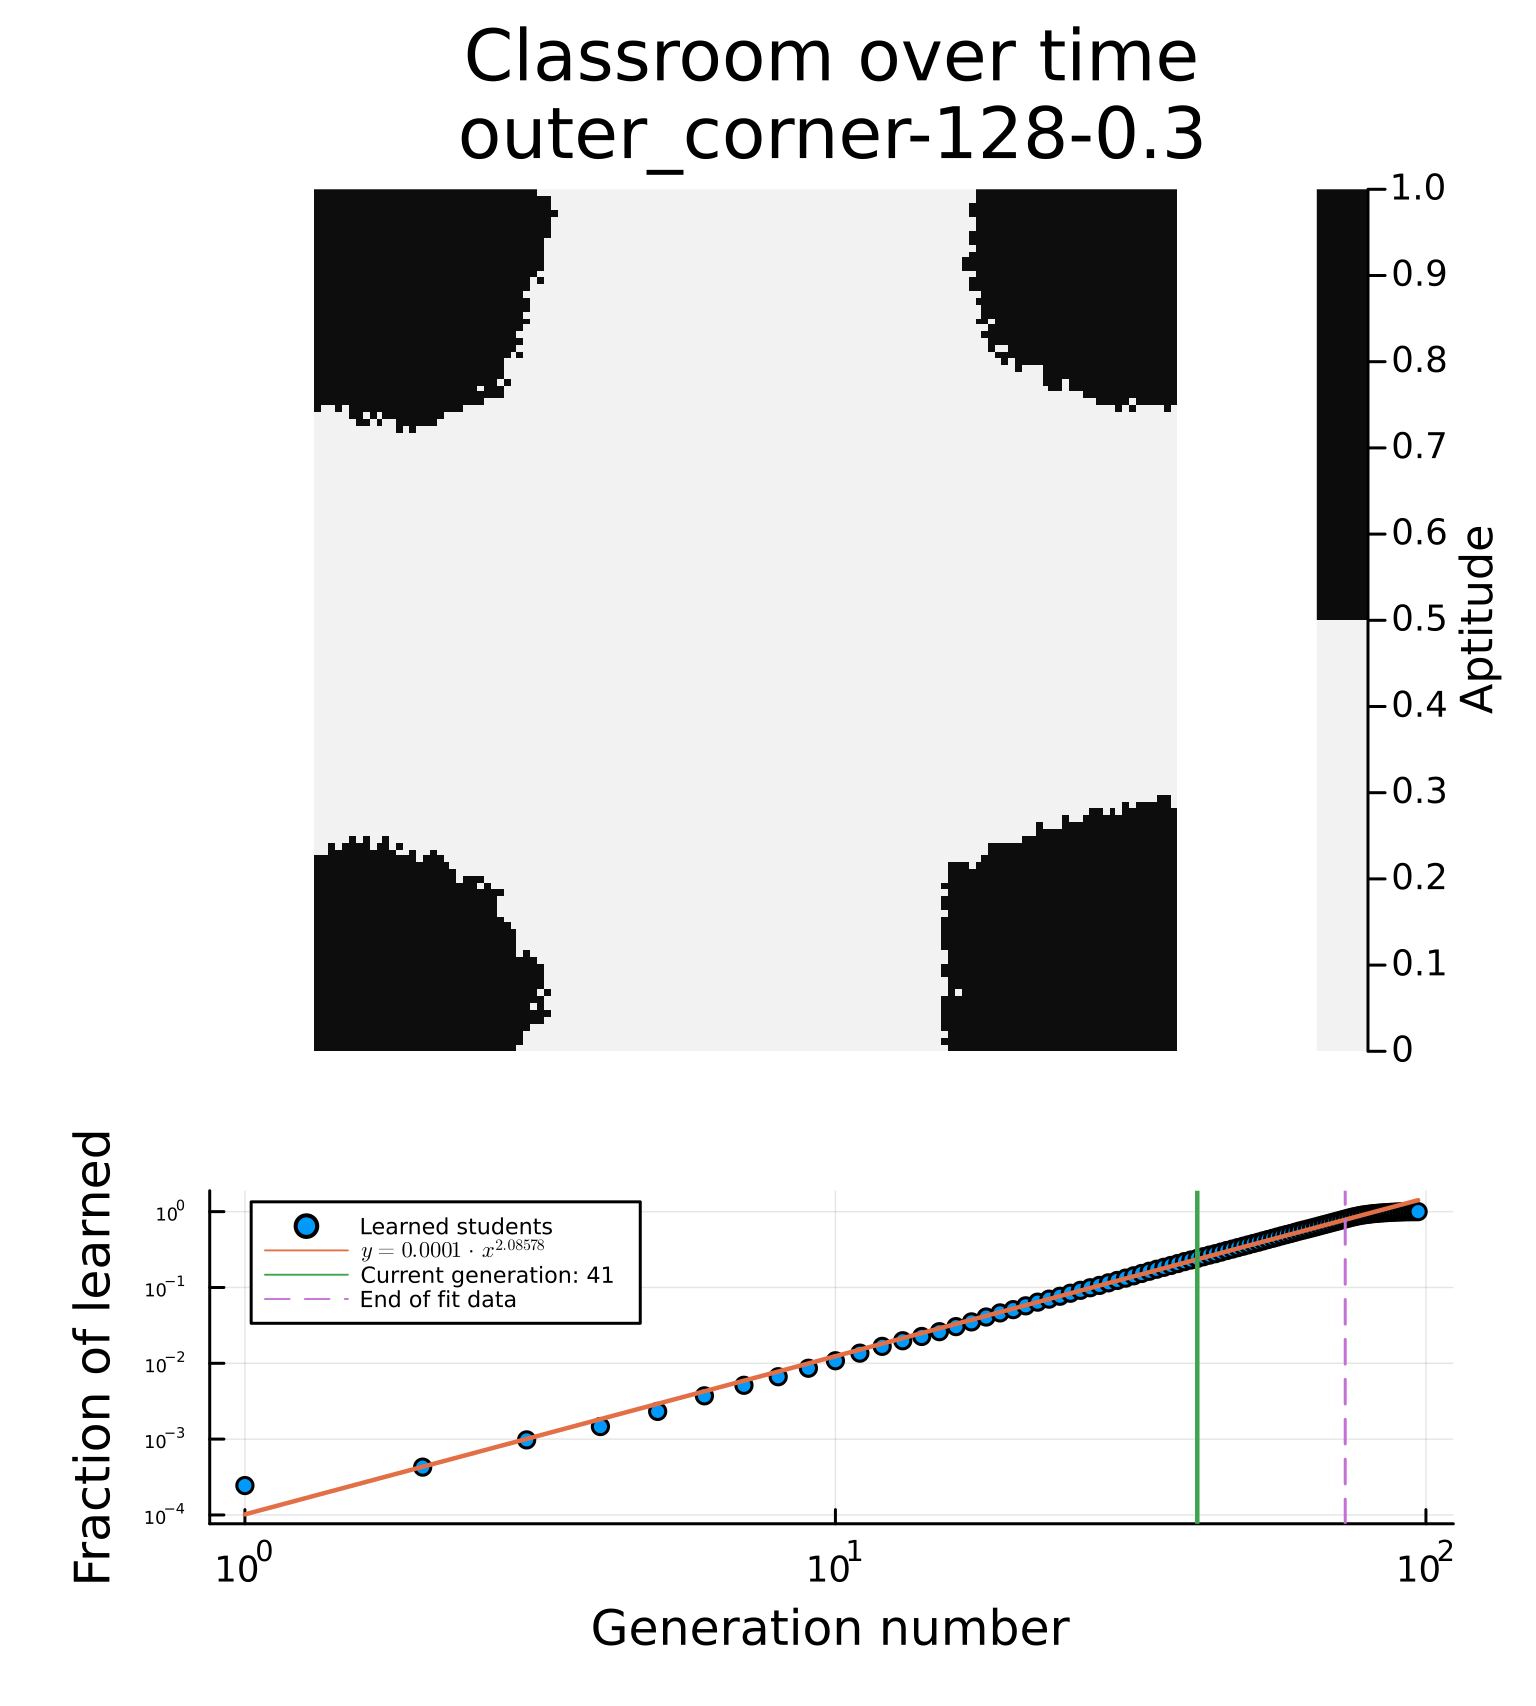 Classroom over time
outer_corner-128-0.3
1.0
0.9
0.8
0.7
0.6
0.5
0.4
0.3
0.2
0.1
0
Aptitude
Fraction of learned
10⁰
10⁻¹
10⁻²
10⁻³
10⁻⁴
Learned students
y = 0.0001 · x^2.08578
Current generation: 41
End of fit data
10⁰
10¹
10²
Generation number